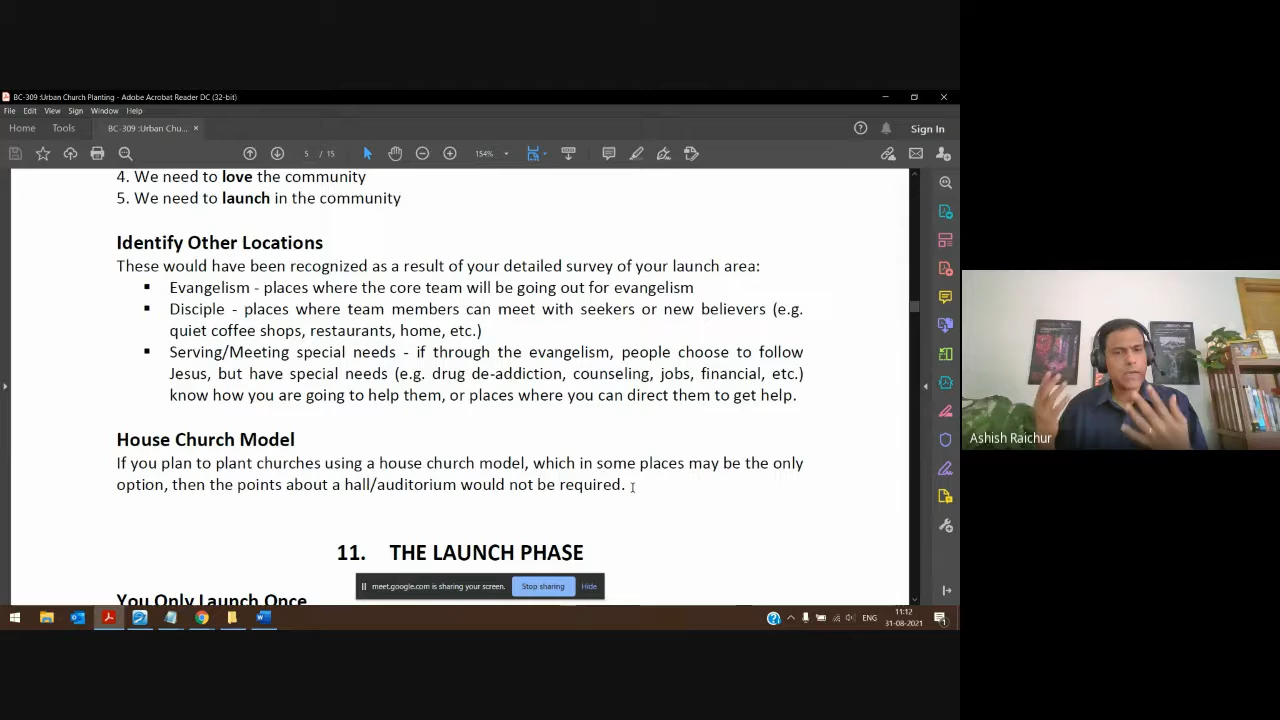 BC-309 :Urban Church Planting - Adobe Acrobat Reader DC (32-bit)
File Edit View Sign Window Help
Home Tools BC-309 :Urban Chu... × Sign In
5 / 15 154%
4. We need to love the community
5. We need to launch in the community
Identify Other Locations
These would have been recognized as a result of your detailed survey of your launch area:
▪ Evangelism - places where the core team will be going out for evangelism
▪ Disciple - places where team members can meet with seekers or new believers (e.g.
quiet coffee shops, restaurants, home, etc.)
▪ Serving/Meeting special needs - if through the evangelism, people choose to follow
Jesus, but have special needs (e.g. drug de-addiction, counseling, jobs, financial, etc.)
know how you are going to help them, or places where you can direct them to get help.
House Church Model
If you plan to plant churches using a house church model, which in some places may be the only
option, then the points about a hall/auditorium would not be required.
11. THE LAUNCH PHASE
You Only Launch Once
meet.google.com is sharing your screen. Stop sharing Hide
Ashish Raichur
ENG
11:12
31-08-2021